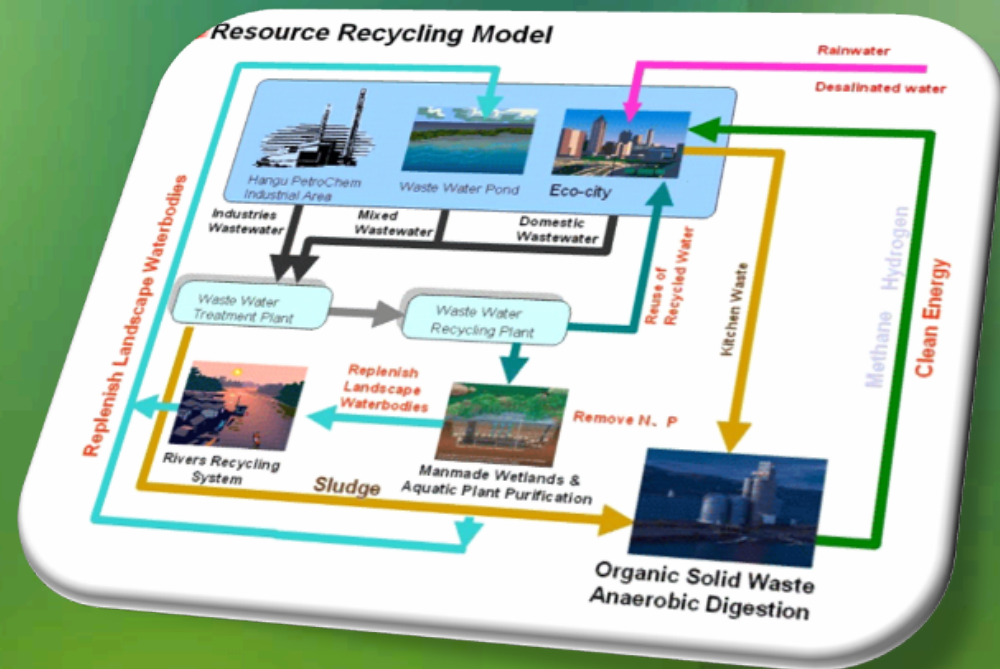 Resource Recycling Model
Rainwater
Desalinated water
Hangu PetroChem
Industrial Area
Waste Water Pond
Eco-city
Industries
Wastewater
Mixed
Wastewater
Domestic
Wastewater
Replenish Landscape Waterbodies
Waste Water
Treatment Plant
Waste Water
Recycling Plant
Reuse of
Recycled Water
Kitchen Waste
Methane Hydrogen
Clean Energy
Replenish
Landscape
Waterbodies
Remove N、P
Rivers Recycling
System
Manmade Wetlands &
Aquatic Plant Purification
Sludge
Organic Solid Waste
Anaerobic Digestion